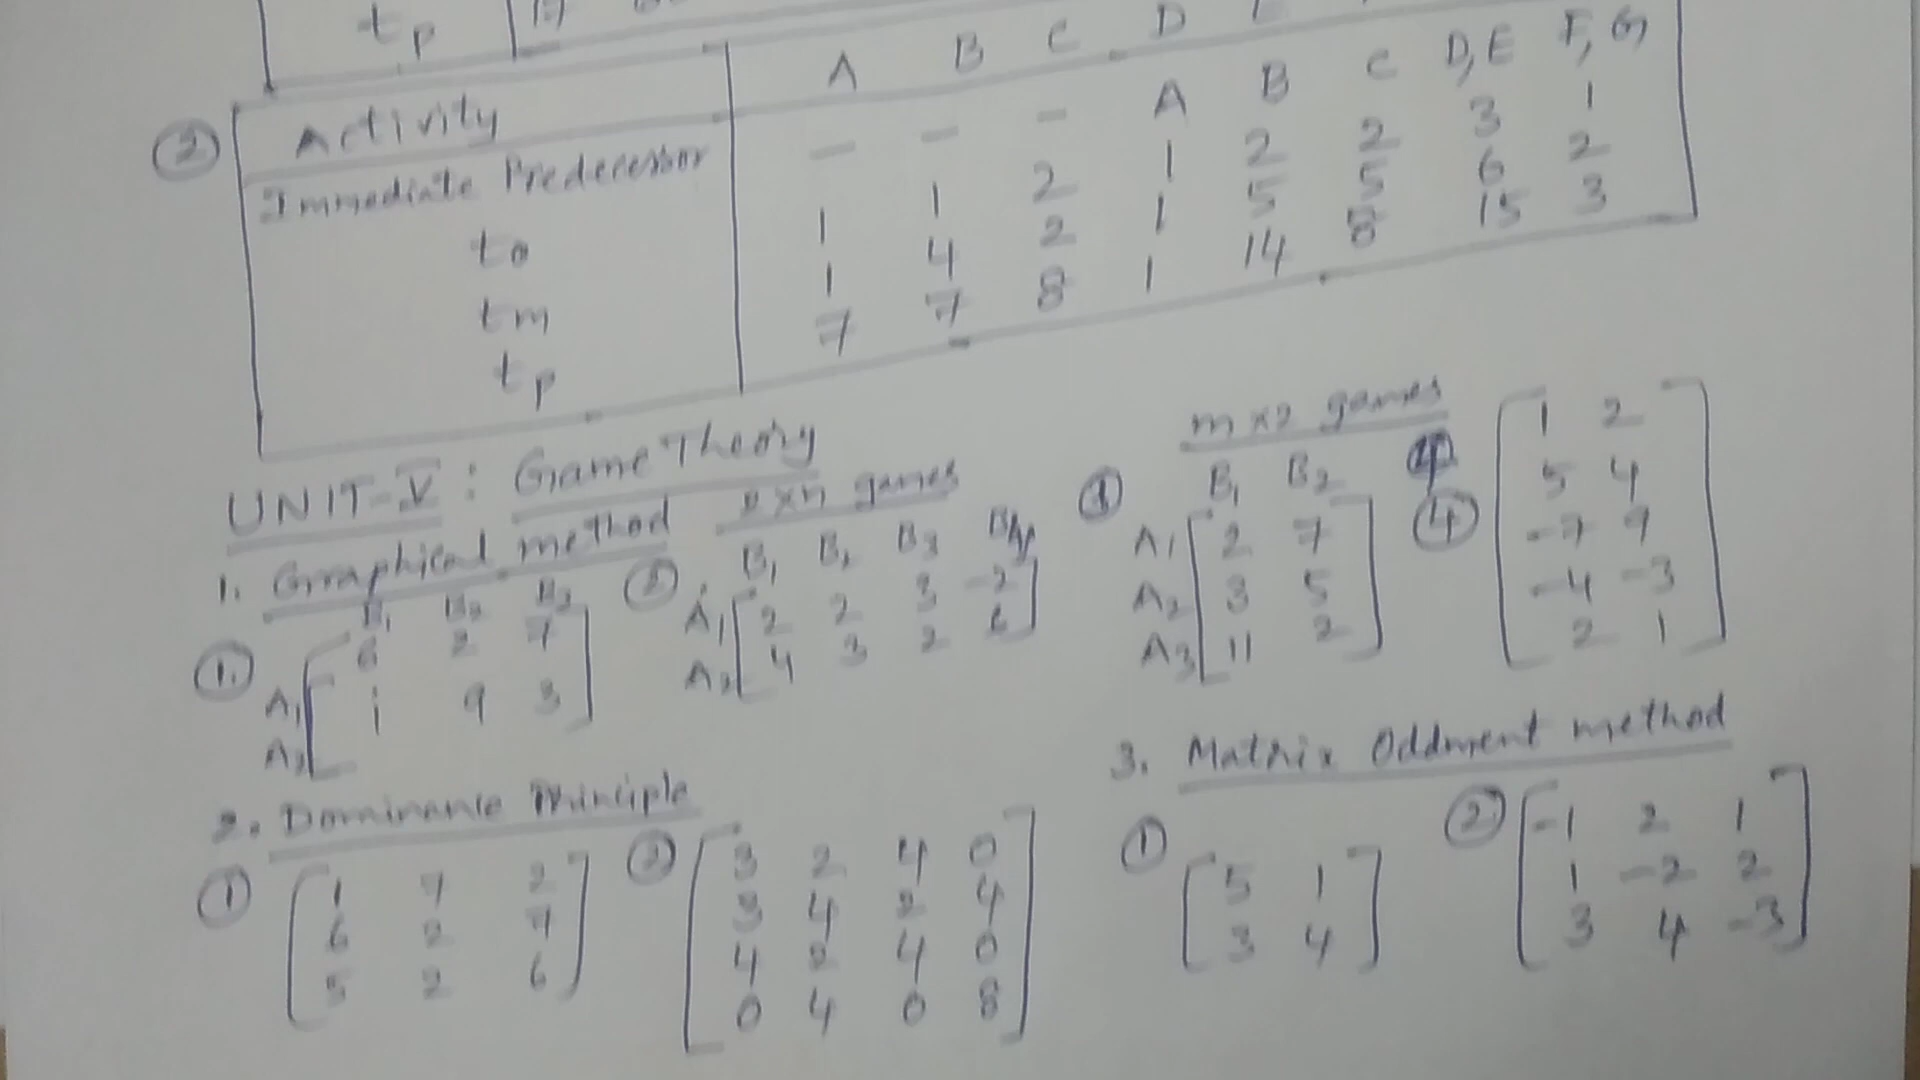 tp
② Activity A B C D
Immediate Predecessor - - - A B C D,E F,G
to 1 1 2 1 2 2 3 1
tm 1 4 2 1 5 5 6 2
tp 7 7 8 1 14 8 15 3
UNIT-V : Game Theory
1. Graphical method 2xn games
① B1 B2 B3
A1 6 2 7
A2 1 9 3
② B1 B2 B3 B4
A1 2 2 3 -2
A2 4 3 2 6
m x2 games
③ B1 B2
A1 2 7
A2 3 5
A3 11 2
④ 1 2
5 4
-7 9
-4 -3
2 1
2. Dominance Principle
① 1 7 2
6 2 7
5 2 6
② 3 2 4 0
3 4 2 4
4 2 4 0
0 4 0 8
3. Matrix Oddment method
① 5 1
3 4
② -1 2 1
1 -2 2
3 4 -3